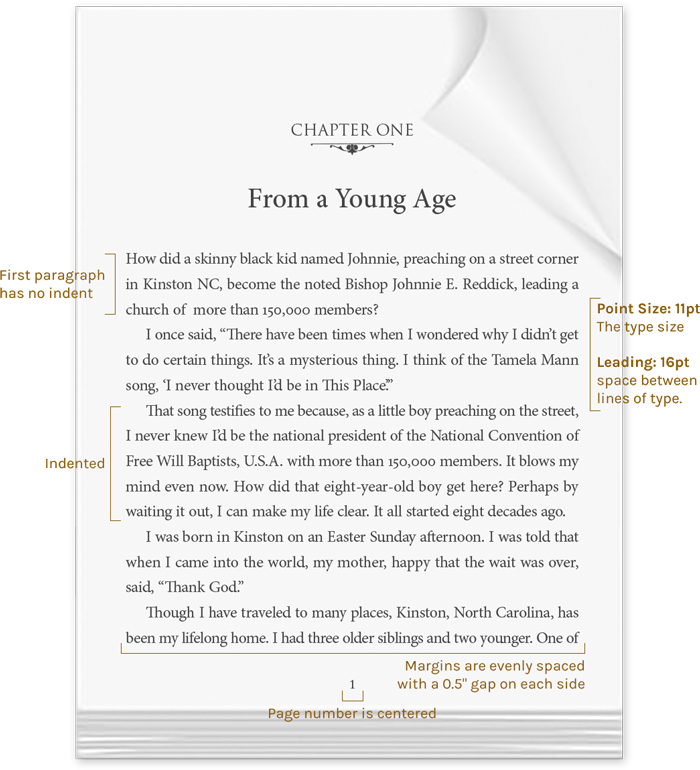 CHAPTER ONE
From a Young Age
How did a skinny black kid named Johnnie, preaching on a street corner
in Kinston NC, become the noted Bishop Johnnie E. Reddick, leading a
church of more than 150,000 members?
I once said, “There have been times when I wondered why I didn’t get
to do certain things. It’s a mysterious thing. I think of the Tamela Mann
song, ‘I never thought I’d be in This Place.’”
That song testifies to me because, as a little boy preaching on the street,
I never knew I’d be the national president of the National Convention of
Free Will Baptists, U.S.A. with more than 150,000 members. It blows my
mind even now. How did that eight-year-old boy get here? Perhaps by
waiting it out, I can make my life clear. It all started eight decades ago.
I was born in Kinston on an Easter Sunday afternoon. I was told that
when I came into the world, my mother, happy that the wait was over,
said, “Thank God.”
Though I have traveled to many places, Kinston, North Carolina, has
been my lifelong home. I had three older siblings and two younger. One of
1
First paragraph
has no indent
Indented
Point Size: 11pt
The type size
Leading: 16pt
space between
lines of type.
Margins are evenly spaced
with a 0.5" gap on each side
Page number is centered